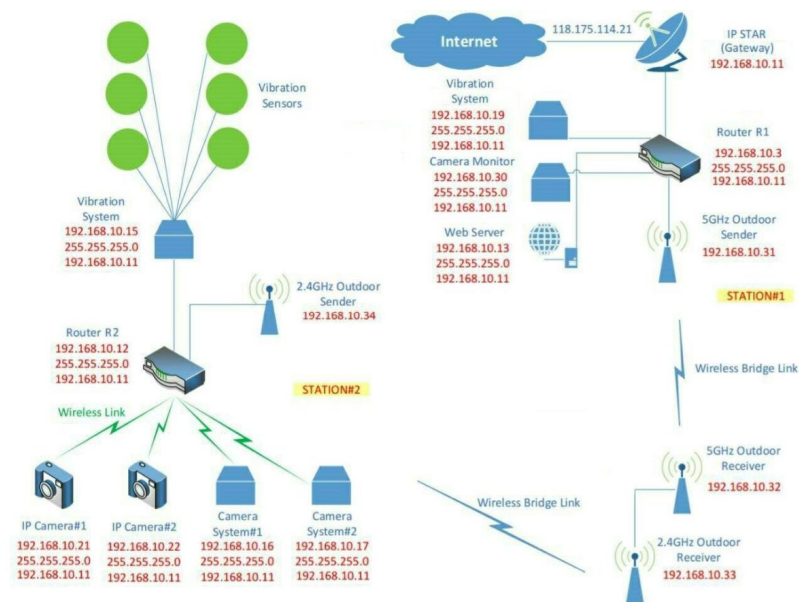 Vibration
Sensors
Vibration
System
192.168.10.15
255.255.255.0
192.168.10.11
2.4GHz Outdoor
Sender
192.168.10.34
Router R2
192.168.10.12
255.255.255.0
192.168.10.11
STATION#2
Wireless Link
IP Camera#1
192.168.10.21
255.255.255.0
192.168.10.11
IP Camera#2
192.168.10.22
255.255.255.0
192.168.10.11
Camera
System#1
192.168.10.16
255.255.255.0
192.168.10.11
Camera
System#2
192.168.10.17
255.255.255.0
192.168.10.11
Internet
118.175.114.21
IP STAR
(Gateway)
192.168.10.11
Vibration
System
192.168.10.19
255.255.255.0
192.168.10.11
Camera Monitor
192.168.10.30
255.255.255.0
192.168.10.11
Web Server
192.168.10.13
255.255.255.0
192.168.10.11
Router R1
192.168.10.3
255.255.255.0
192.168.10.11
5GHz Outdoor
Sender
192.168.10.31
STATION#1
Wireless Bridge Link
5GHz Outdoor
Receiver
192.168.10.32
Wireless Bridge Link
2.4GHz Outdoor
Receiver
192.168.10.33